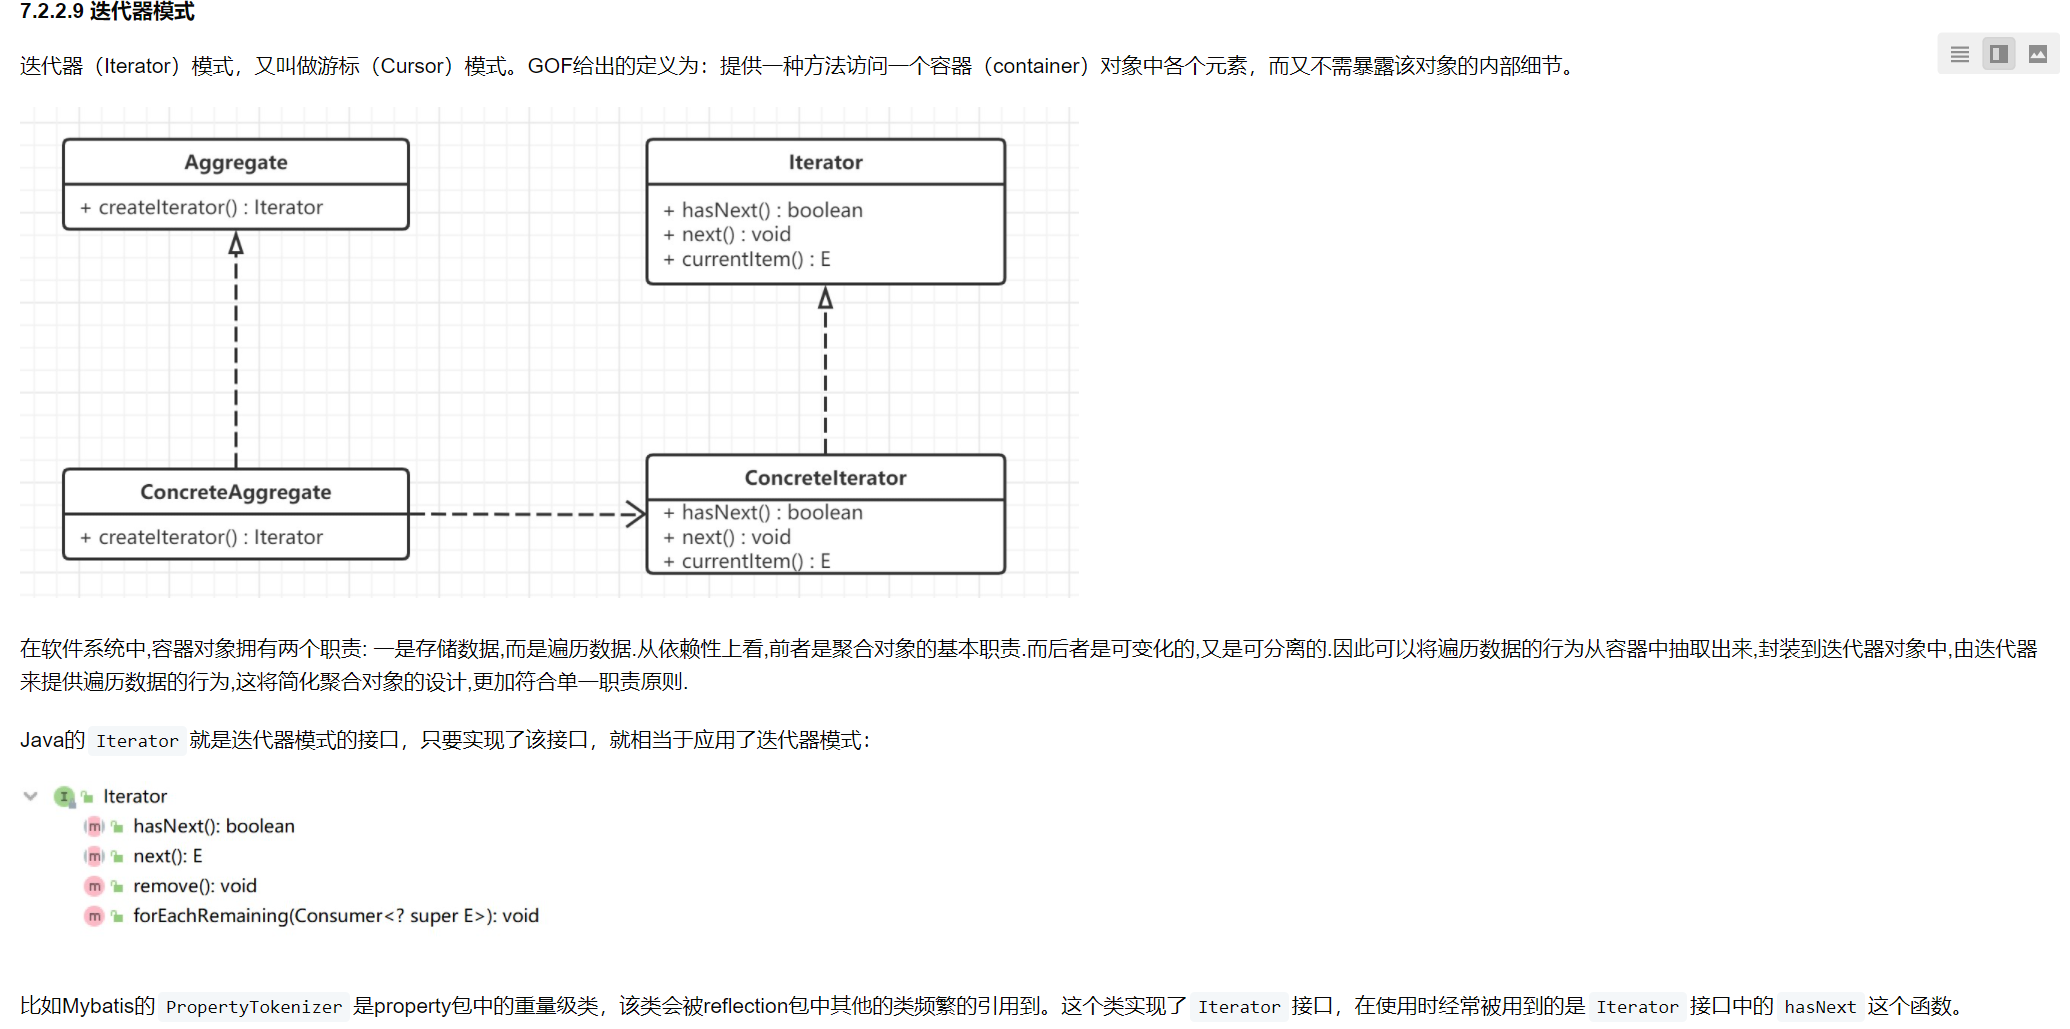 7.2.2.9 迭代器模式
迭代器（Iterator）模式，又叫做游标（Cursor）模式。GOF给出的定义为：提供一种方法访问一个容器（container）对象中各个元素，而又不需暴露该对象的内部细节。
Aggregate
+ createIterator() : Iterator
Iterator
+ hasNext() : boolean
+ next() : void
+ currentItem() : E
ConcreteAggregate
+ createIterator() : Iterator
ConcreteIterator
+ hasNext() : boolean
+ next() : void
+ currentItem() : E
在软件系统中,容器对象拥有两个职责: 一是存储数据,而是遍历数据.从依赖性上看,前者是聚合对象的基本职责.而后者是可变化的,又是可分离的.因此可以将遍历数据的行为从容器中抽取出来,封装到迭代器对象中,由迭代器
来提供遍历数据的行为,这将简化聚合对象的设计,更加符合单一职责原则.
Java的 Iterator 就是迭代器模式的接口，只要实现了该接口，就相当于应用了迭代器模式：
I Iterator
m hasNext(): boolean
m next(): E
m remove(): void
m forEachRemaining(Consumer<? super E>): void
比如Mybatis的 PropertyTokenizer 是property包中的重量级类，该类会被reflection包中其他的类频繁的引用到。这个类实现了 Iterator 接口，在使用时经常被用到的是 Iterator 接口中的 hasNext 这个函数。